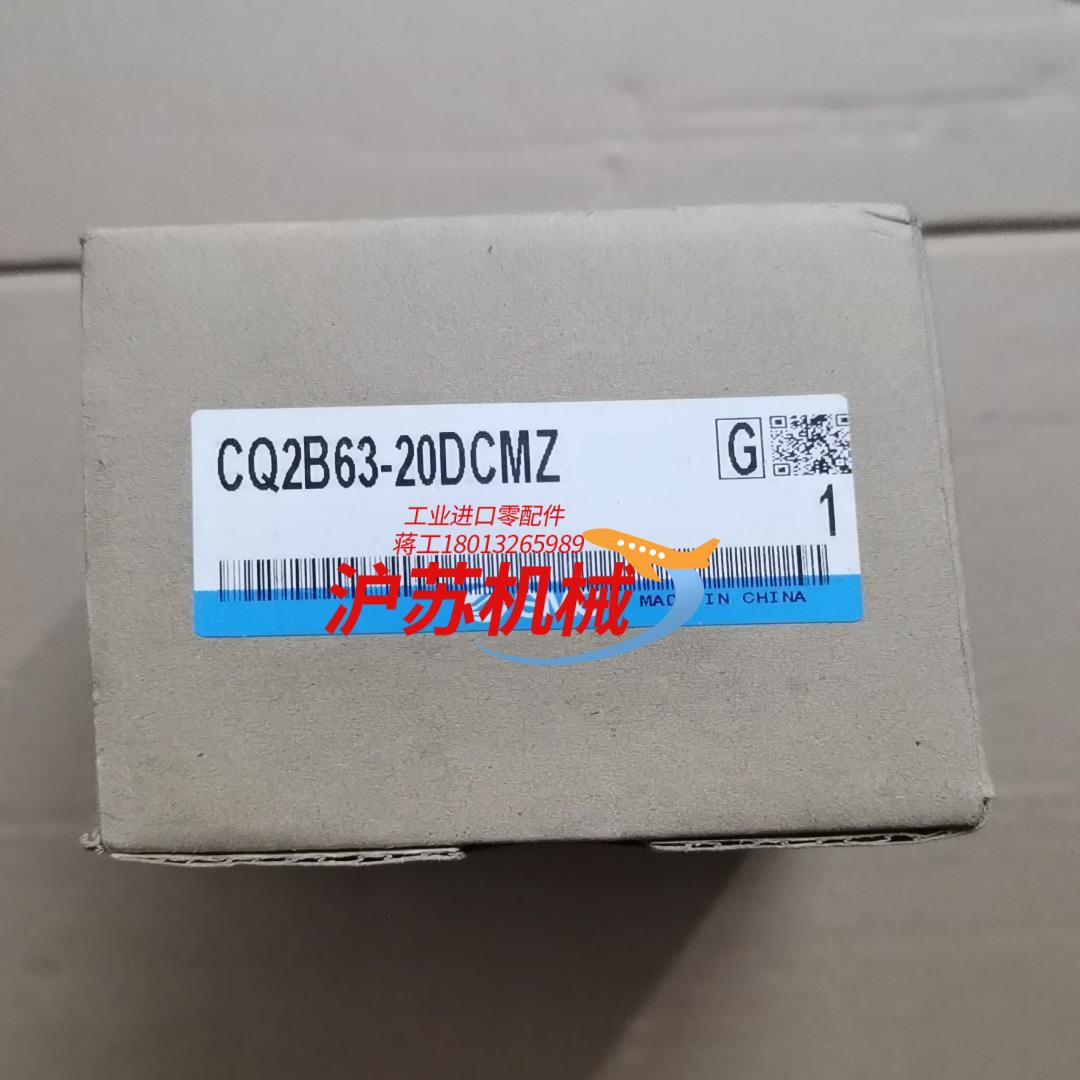 CQ2B63-20DCMZ
G
1
工业进口零配件
蒋工18013265989
沪苏机械
MADE IN CHINA